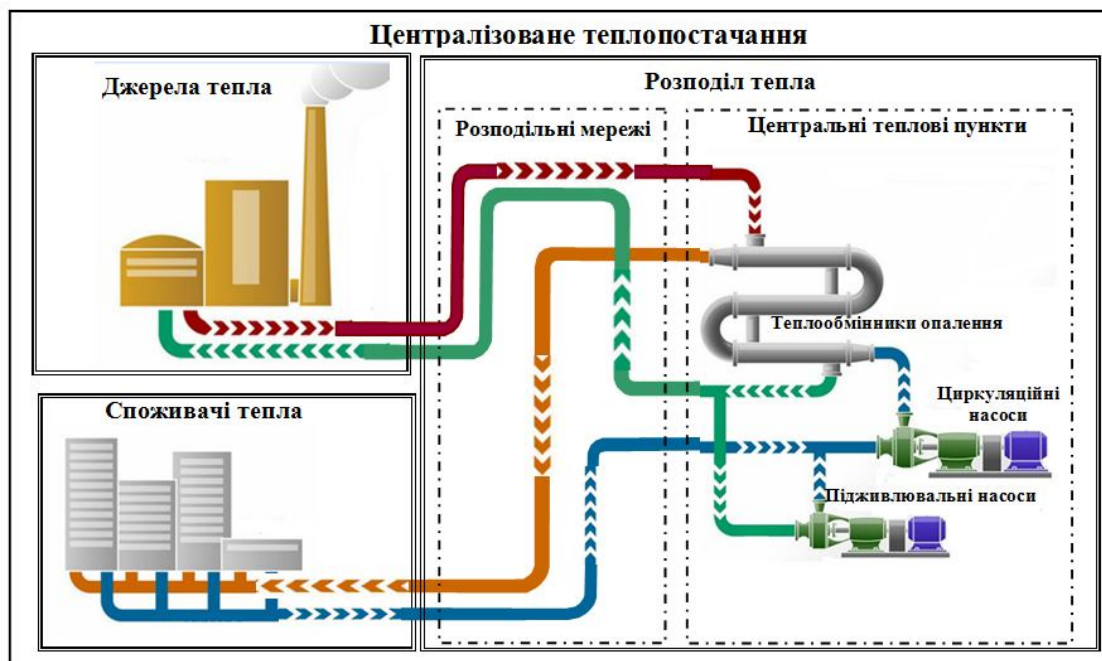 Централізоване теплопостачання
Джерела тепла
Розподіл тепла
Розподільні мережі
Центральні теплові пункти
Теплообмінники опалення
Споживачі тепла
Циркуляційні
насоси
Підживлювальні насоси